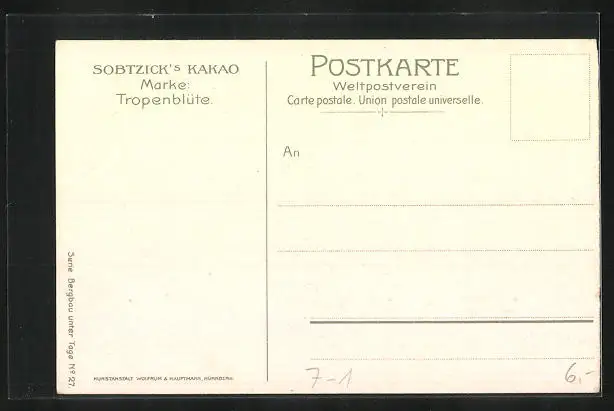 SOBTZICK's KAKAO
Marke:
Tropenblüte.
POSTKARTE
Weltpostverein
Carte postale. Union postale universelle.
An
Serie Bergbau unter Tage No 27.
KUNSTANSTALT WOLFRUM & HAUPTMANN, NÜRNBERG.
7-1
6,-